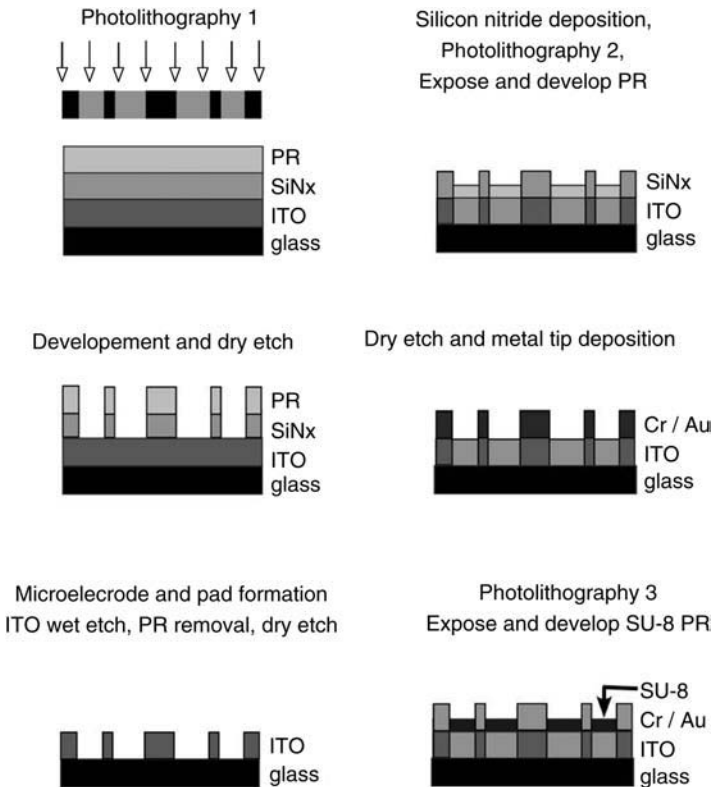 Photolithography 1
PR
SiNx
ITO
glass
Developement and dry etch
PR
SiNx
ITO
glass
Microelecrode and pad formation
ITO wet etch, PR removal, dry etch
ITO
glass
Silicon nitride deposition,
Photolithography 2,
Expose and develop PR
SiNx
ITO
glass
Dry etch and metal tip deposition
Cr / Au
ITO
glass
Photolithography 3
Expose and develop SU-8 PR
SU-8
Cr / Au
ITO
glass